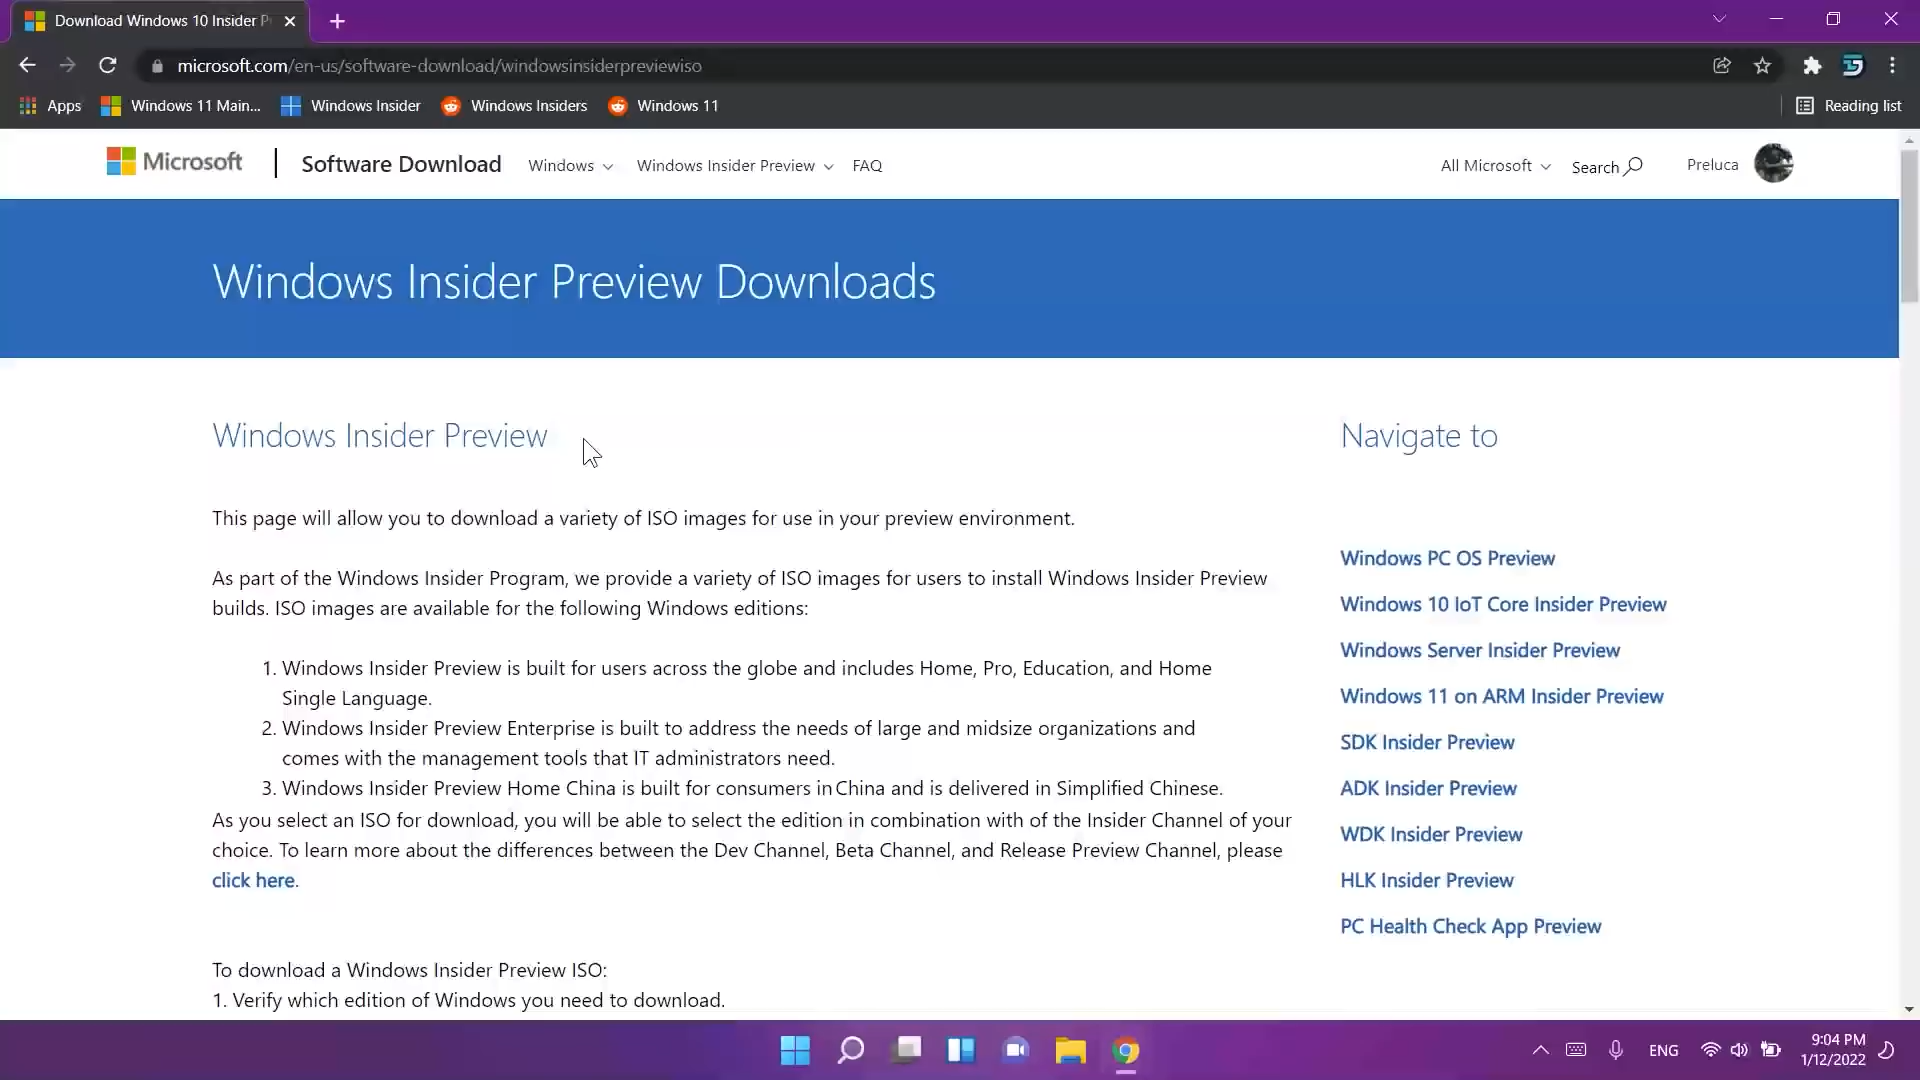 Download Windows 10 Insider P
microsoft.com/en-us/software-download/windowsinsiderpreviewiso
Apps Windows 11 Main... Windows Insider Windows Insiders Windows 11 Reading list
Microsoft Software Download Windows Windows Insider Preview FAQ All Microsoft Search Preluca
Windows Insider Preview Downloads
Windows Insider Preview
This page will allow you to download a variety of ISO images for use in your preview environment.
As part of the Windows Insider Program, we provide a variety of ISO images for users to install Windows Insider Preview
builds. ISO images are available for the following Windows editions:
1. Windows Insider Preview is built for users across the globe and includes Home, Pro, Education, and Home
Single Language.
2. Windows Insider Preview Enterprise is built to address the needs of large and midsize organizations and
comes with the management tools that IT administrators need.
3. Windows Insider Preview Home China is built for consumers in China and is delivered in Simplified Chinese.
As you select an ISO for download, you will be able to select the edition in combination with of the Insider Channel of your
choice. To learn more about the differences between the Dev Channel, Beta Channel, and Release Preview Channel, please
click here.
To download a Windows Insider Preview ISO:
1. Verify which edition of Windows you need to download.
Navigate to
Windows PC OS Preview
Windows 10 IoT Core Insider Preview
Windows Server Insider Preview
Windows 11 on ARM Insider Preview
SDK Insider Preview
ADK Insider Preview
WDK Insider Preview
HLK Insider Preview
PC Health Check App Preview
ENG
9:04 PM
1/12/2022